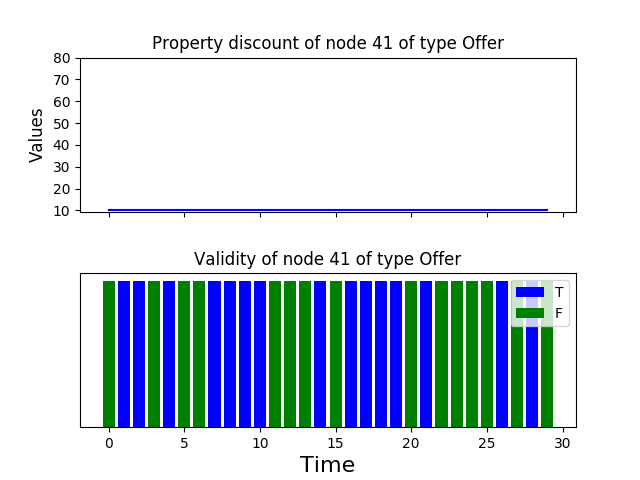 Property discount of node 41 of type Offer
80
70
60
50
40
30
20
10
Values
Validity of node 41 of type Offer
T
F
0 5 10 15 20 25 30
Time